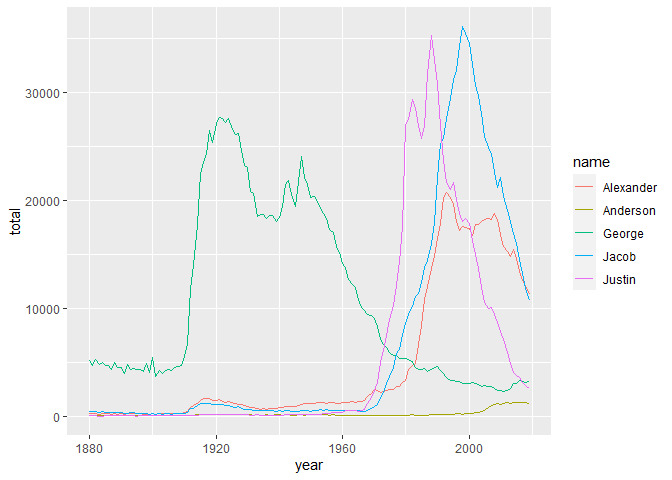 30000
20000
10000
0
total
1880
1920
1960
2000
year
name
Alexander
Anderson
George
Jacob
Justin